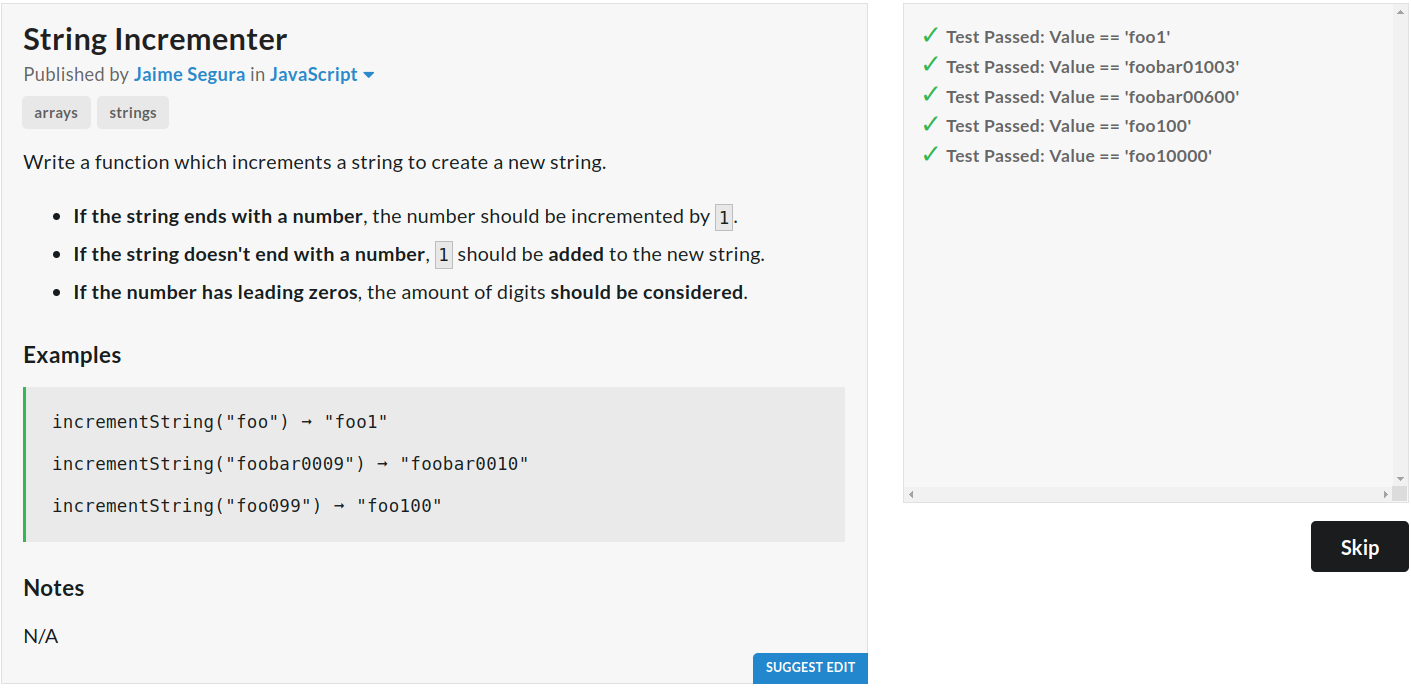 String Incrementer
Published by Jaime Segura in JavaScript
arrays strings
Write a function which increments a string to create a new string.
• If the string ends with a number, the number should be incremented by 1.
• If the string doesn't end with a number, 1 should be added to the new string.
• If the number has leading zeros, the amount of digits should be considered.
Examples
incrementString("foo") → "foo1"
incrementString("foobar0009") → "foobar0010"
incrementString("foo099") → "foo100"
Notes
N/A
SUGGEST EDIT
✓ Test Passed: Value == 'foo1'
✓ Test Passed: Value == 'foobar01003'
✓ Test Passed: Value == 'foobar00600'
✓ Test Passed: Value == 'foo100'
✓ Test Passed: Value == 'foo10000'
Skip